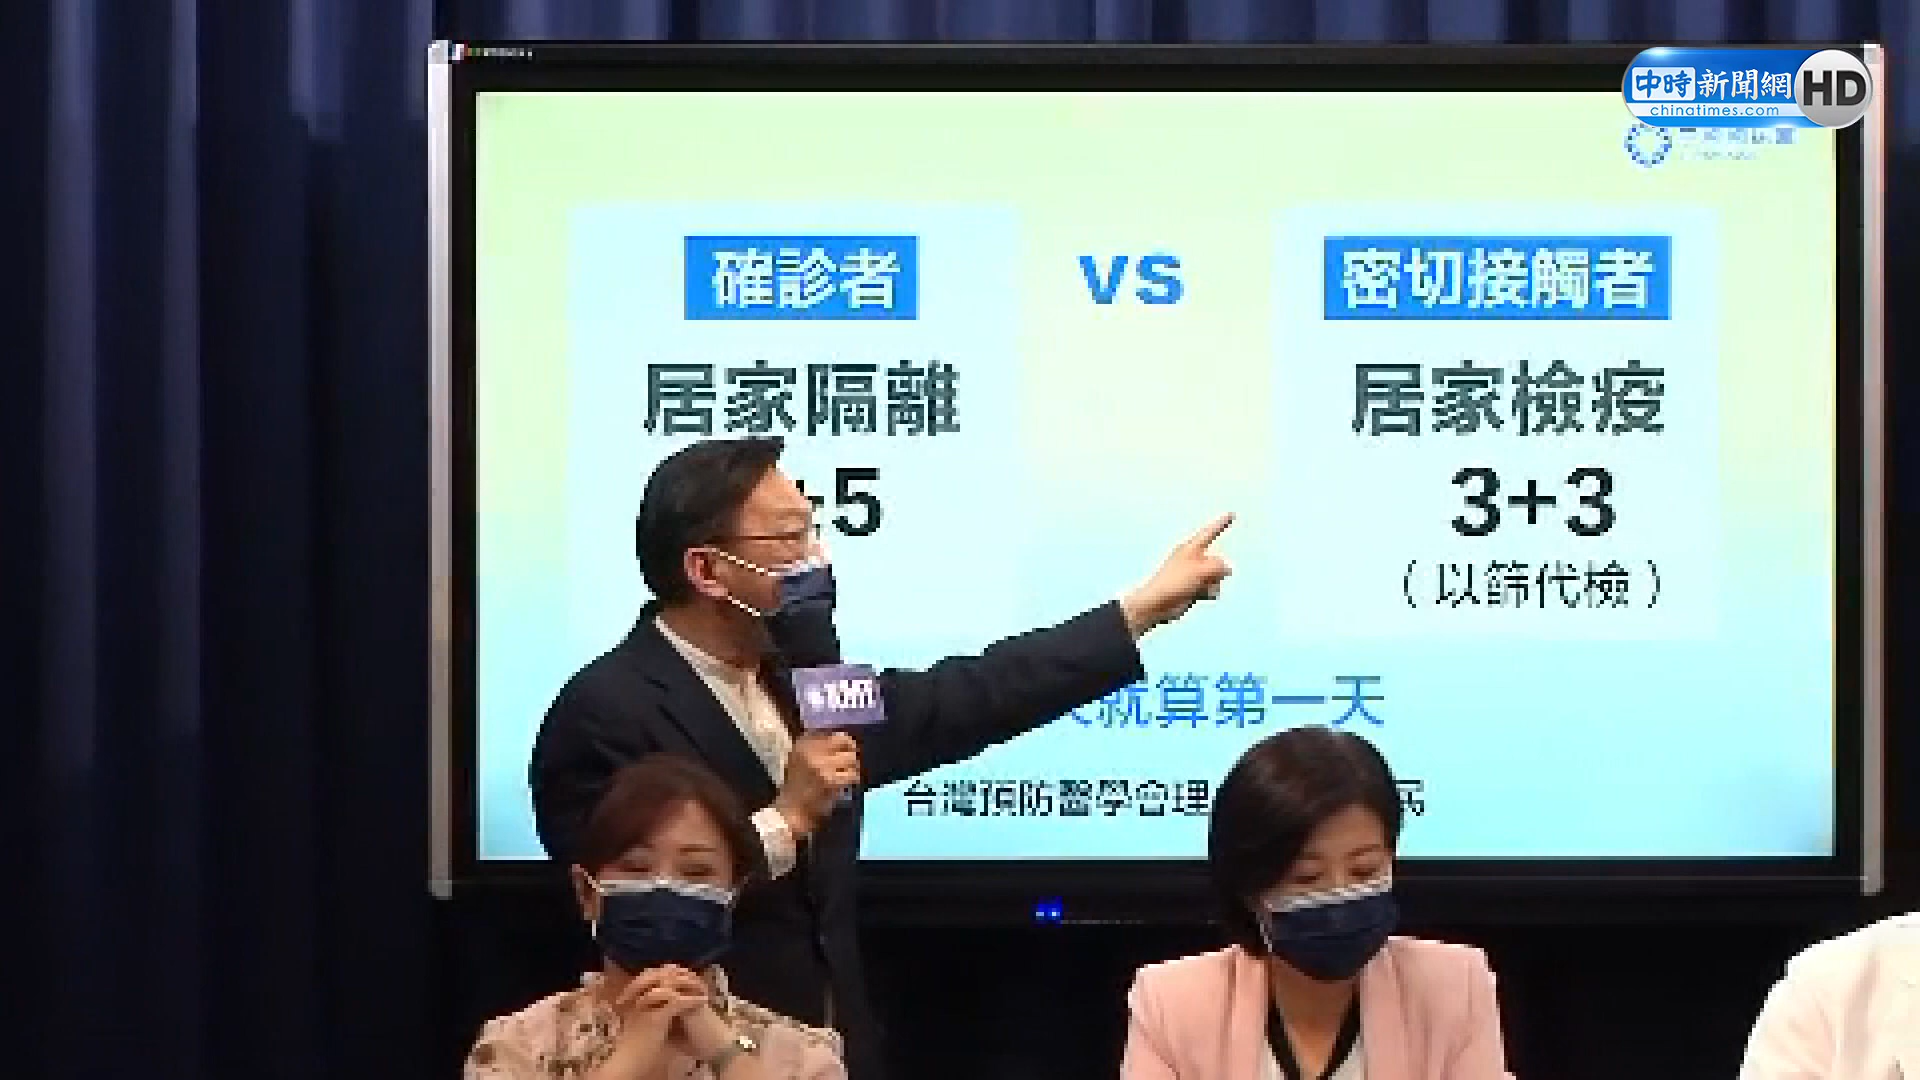 中時新聞網 HD
chinatimes.com
確診者 VS 密切接觸者
居家隔離 居家檢疫
+5 3+3
（以篩代檢）
就算第一天
台灣預防醫學會理